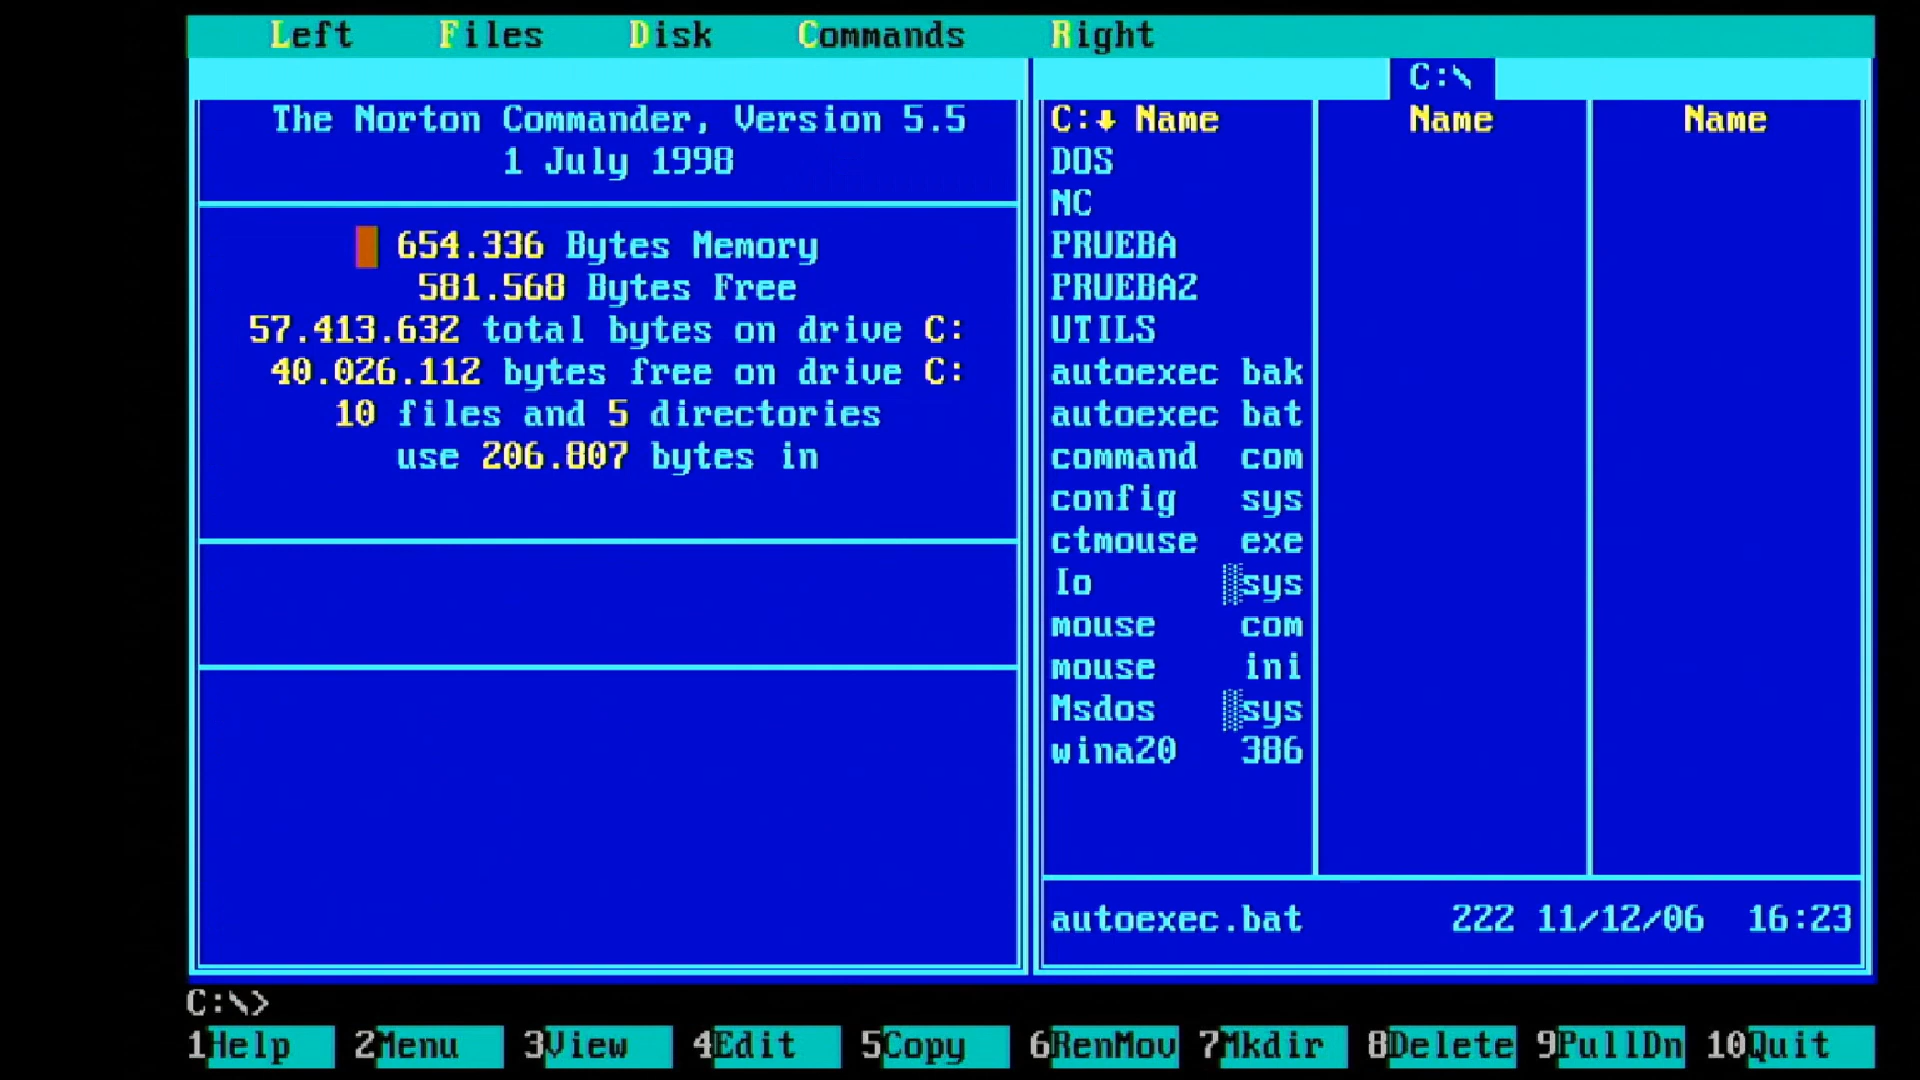 Left Files Disk Commands Right
The Norton Commander, Version 5.5
1 July 1998
654.336 Bytes Memory
581.568 Bytes Free
57.413.632 total bytes on drive C:
40.026.112 bytes free on drive C:
10 files and 5 directories
use 206.807 bytes in
C:\
C:↓ Name Name Name
DOS
NC
PRUEBA
PRUEBA2
UTILS
autoexec bak
autoexec bat
command com
config sys
ctmouse exe
Io ▒sys
mouse com
mouse ini
Msdos ▒sys
wina20 386
autoexec.bat 222 11/12/06 16:23
C:\>
1Help 2Menu 3View 4Edit 5Copy 6RenMov 7Mkdir 8Delete 9PullDn 10Quit